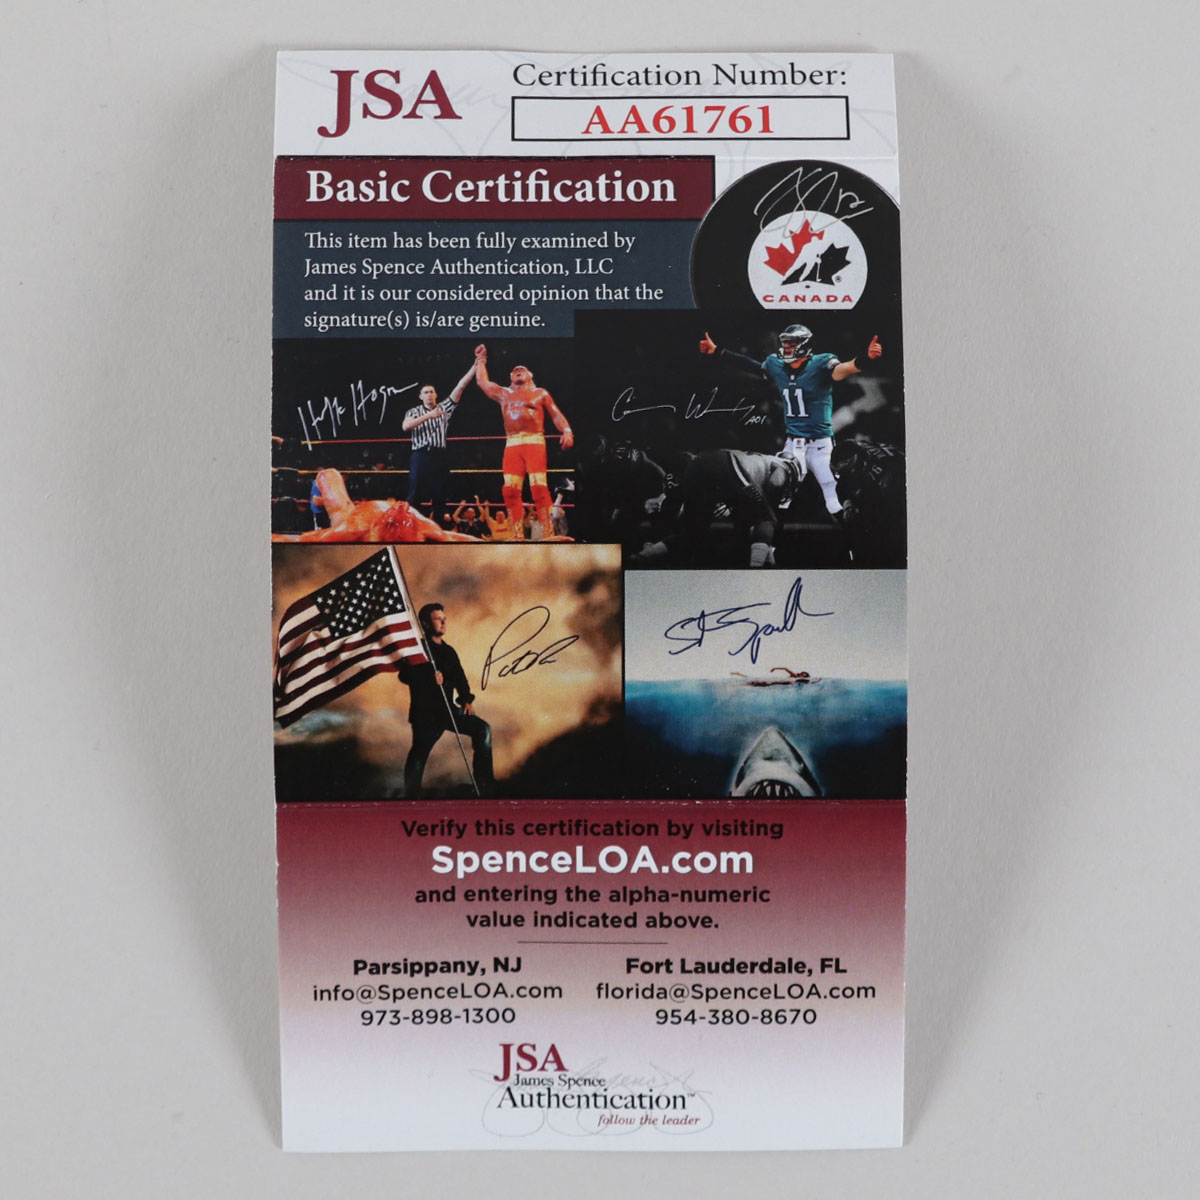 JSA
Certification Number:
AA61761
Basic Certification
This item has been fully examined by
James Spence Authentication, LLC
and it is our considered opinion that the
signature(s) is/are genuine.
CANADA
Hulk Hogan
11
Verify this certification by visiting
SpenceLOA.com
and entering the alpha-numeric
value indicated above.
Parsippany, NJ
info@SpenceLOA.com
973-898-1300
Fort Lauderdale, FL
florida@SpenceLOA.com
954-380-8670
JSA
James Spence
Authentication™
follow the leader